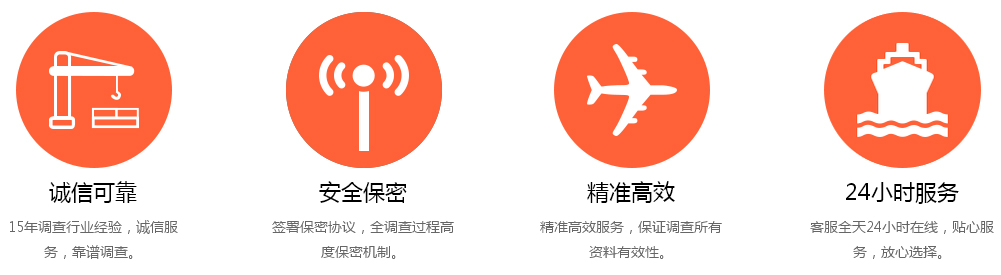 诚信可靠
15年调查行业经验，诚信服
务，靠谱调查。
安全保密
签署保密协议，全调查过程高
度保密机制。
精准高效
精准高效服务，保证调查所有
资料有效性。
24小时服务
客服全天24小时在线，贴心服
务，放心选择。